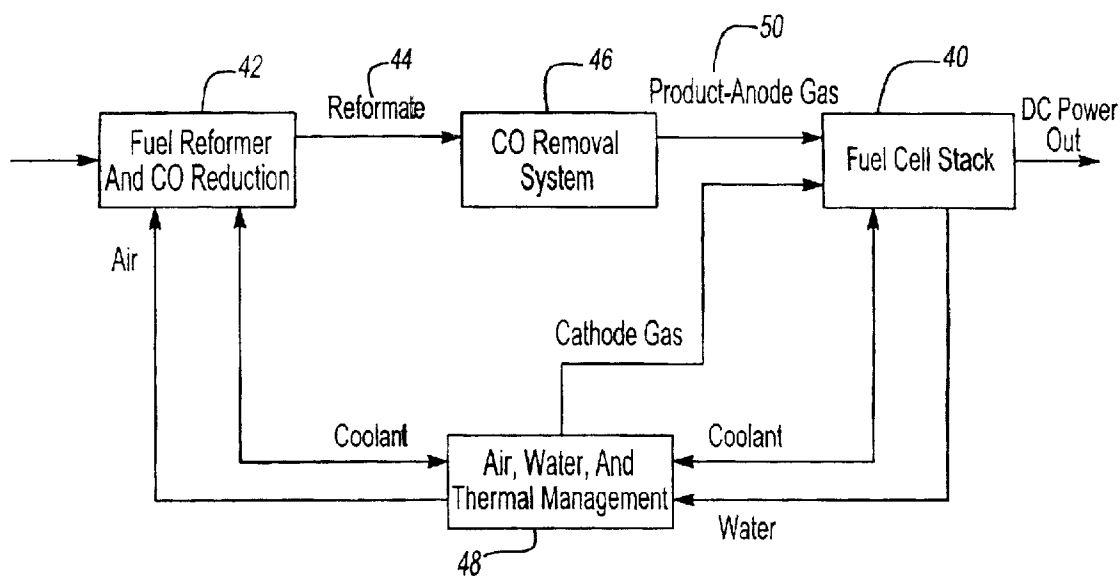 42
44
46
50
40
Reformate
Product-Anode Gas
DC Power
Out
Fuel Reformer
And CO Reduction
CO Removal
System
Fuel Cell Stack
Air
Cathode Gas
Coolant
Coolant
Air, Water, And
Thermal Management
Water
48